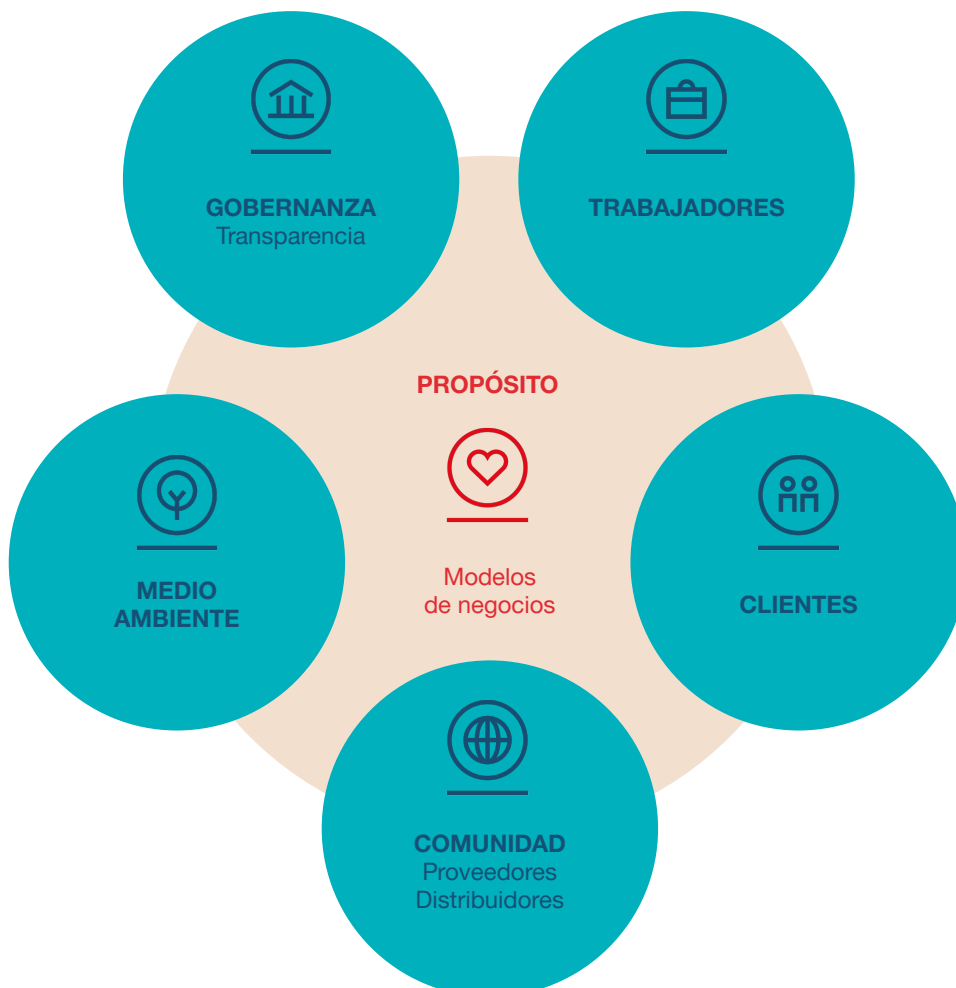 GOBERNANZA
Transparencia
TRABAJADORES
PROPÓSITO
Modelos
de negocios
MEDIO
AMBIENTE
CLIENTES
COMUNIDAD
Proveedores
Distribuidores